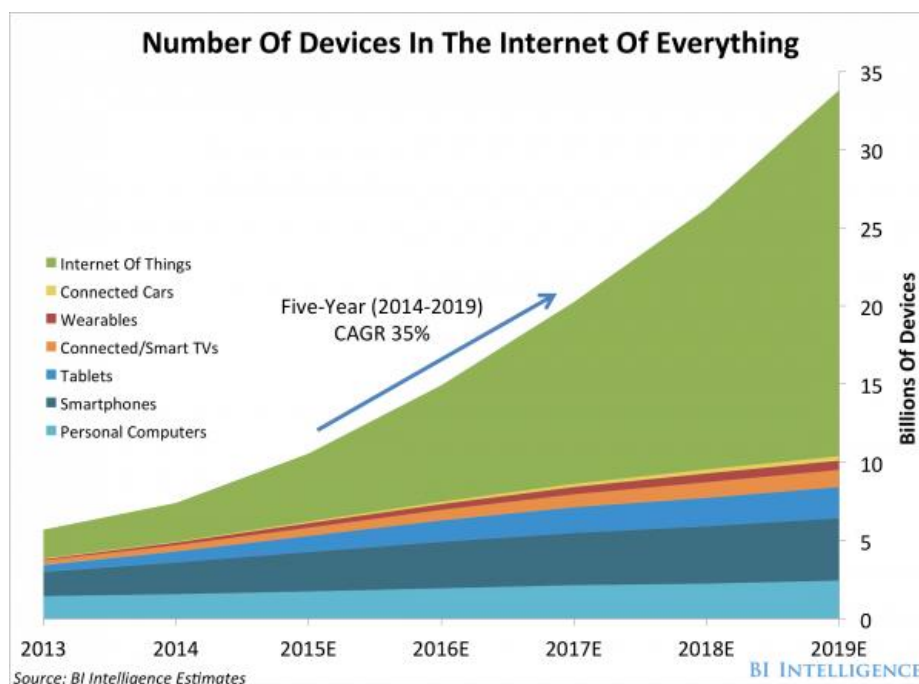 Number Of Devices In The Internet Of Everything
35
30
25
20
15
10
5
0
Billions Of Devices
Internet Of Things
Connected Cars
Wearables
Connected/Smart TVs
Tablets
Smartphones
Personal Computers
Five-Year (2014-2019)
CAGR 35%
2013 2014 2015E 2016E 2017E 2018E 2019E
Source: BI Intelligence Estimates
BI INTELLIGENCE